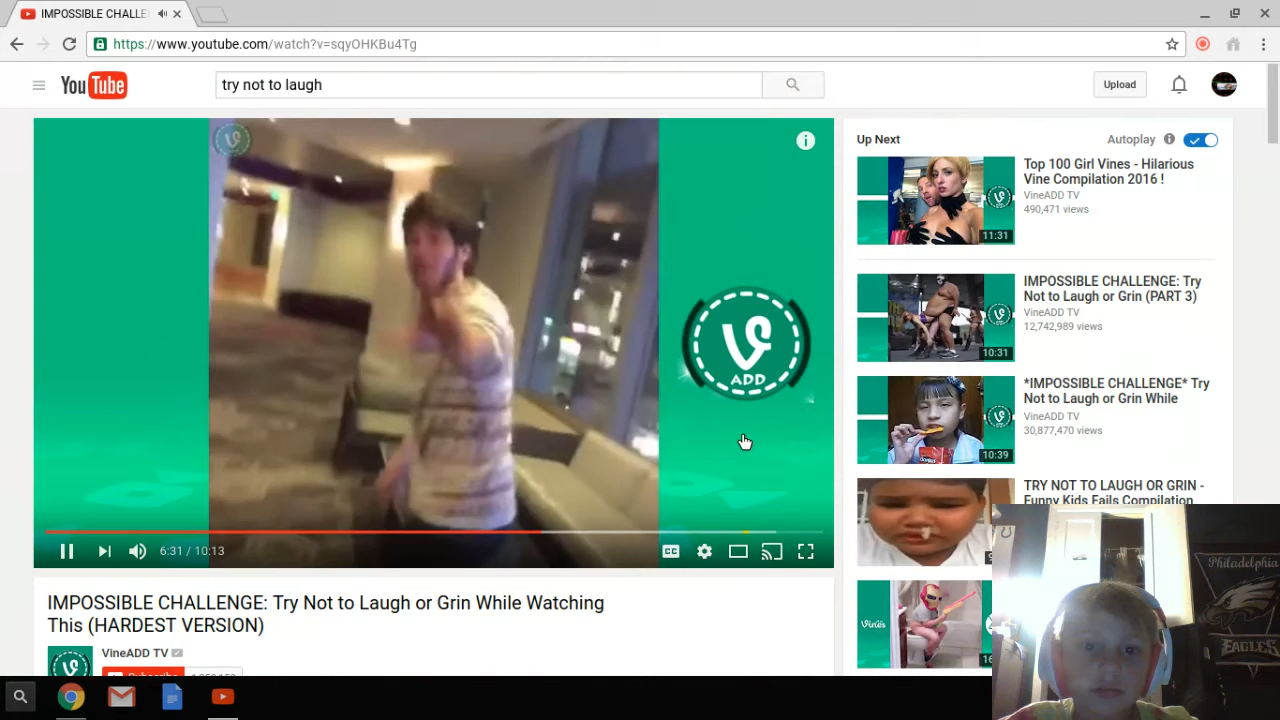 IMPOSSIBLE CHALLE
https://www.youtube.com/watch?v=sqyOHKBu4Tg
YouTube
try not to laugh
Upload
ADD
6:31 / 10:13
IMPOSSIBLE CHALLENGE: Try Not to Laugh or Grin While Watching
This (HARDEST VERSION)
VineADD TV
Up Next
Autoplay
Top 100 Girl Vines - Hilarious
Vine Compilation 2016 !
VineADD TV
490,471 views
11:31
IMPOSSIBLE CHALLENGE: Try
Not to Laugh or Grin (PART 3)
VineADD TV
12,742,989 views
10:31
*IMPOSSIBLE CHALLENGE* Try
Not to Laugh or Grin While
VineADD TV
30,877,470 views
10:39
TRY NOT TO LAUGH OR GRIN -
Funny Kids Fails Compilation
Vines
Philadelphia
EAGLES